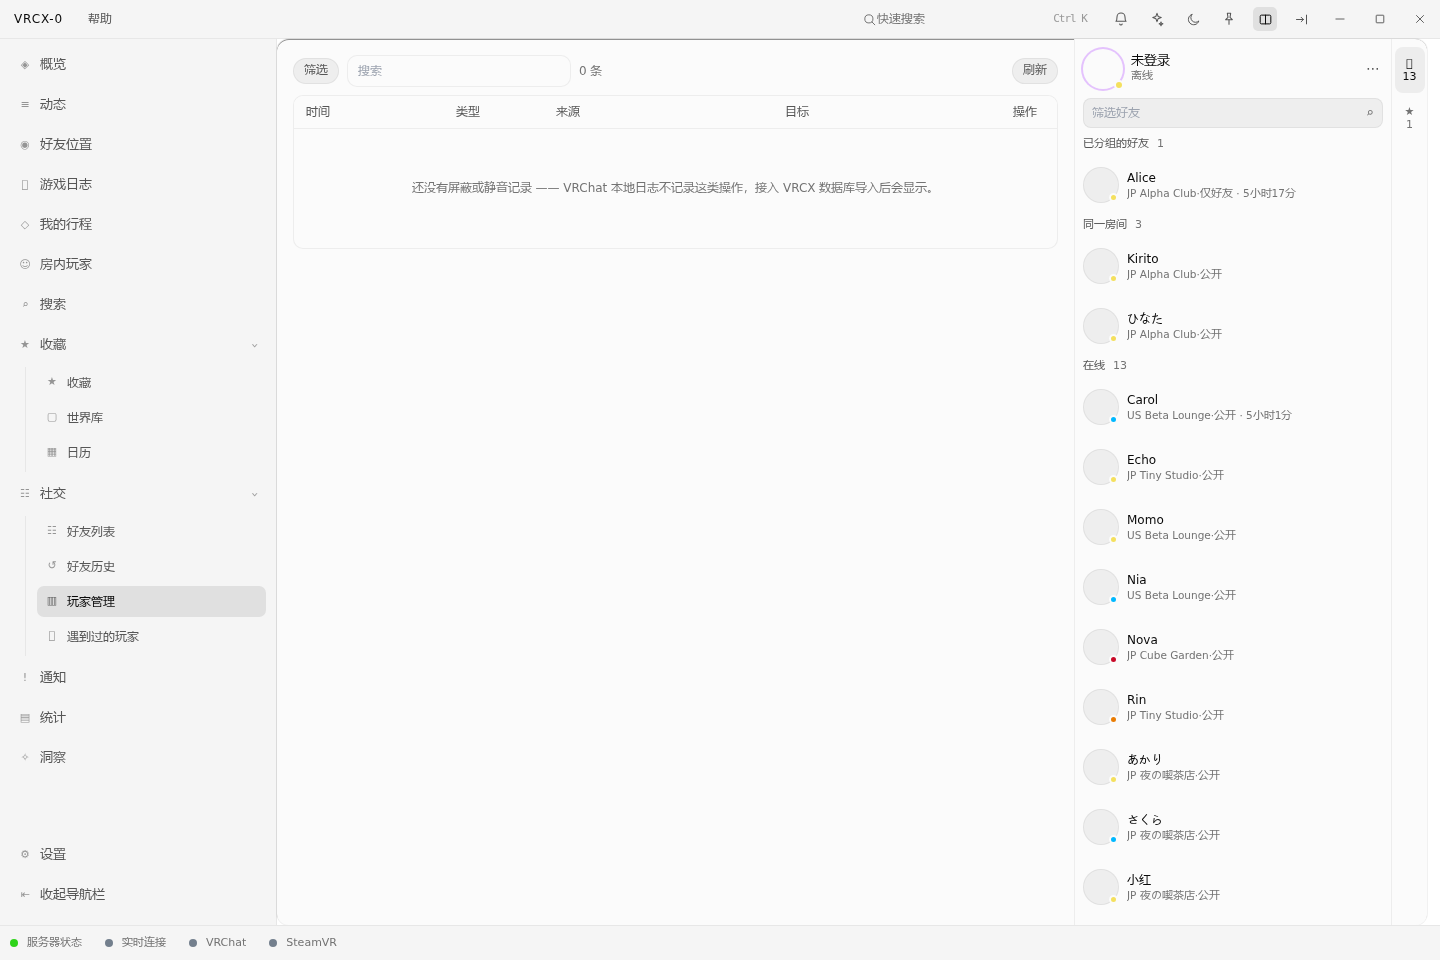 VRCX-0
帮助
快速搜索
Ctrl K
概览
动态
好友位置
游戏日志
我的行程
房内玩家
搜索
收藏
收藏
世界库
日历
社交
好友列表
好友历史
玩家管理
遇到过的玩家
通知
统计
洞察
设置
收起导航栏
筛选
搜索
0 条
刷新
时间 类型 来源 目标 操作
还没有屏蔽或静音记录 —— VRChat 本地日志不记录这类操作，接入 VRCX 数据库导入后会显示。
未登录
离线
筛选好友
已分组的好友 1
Alice
JP Alpha Club·仅好友 · 5小时17分
同一房间 3
Kirito
JP Alpha Club·公开
ひなた
JP Alpha Club·公开
在线 13
Carol
US Beta Lounge·公开 · 5小时1分
Echo
JP Tiny Studio·公开
Momo
US Beta Lounge·公开
Nia
US Beta Lounge·公开
Nova
JP Cube Garden·公开
Rin
JP Tiny Studio·公开
あかり
JP 夜の喫茶店·公开
さくら
JP 夜の喫茶店·公开
小红
JP 夜の喫茶店·公开
13
1
服务器状态
实时连接
VRChat
SteamVR